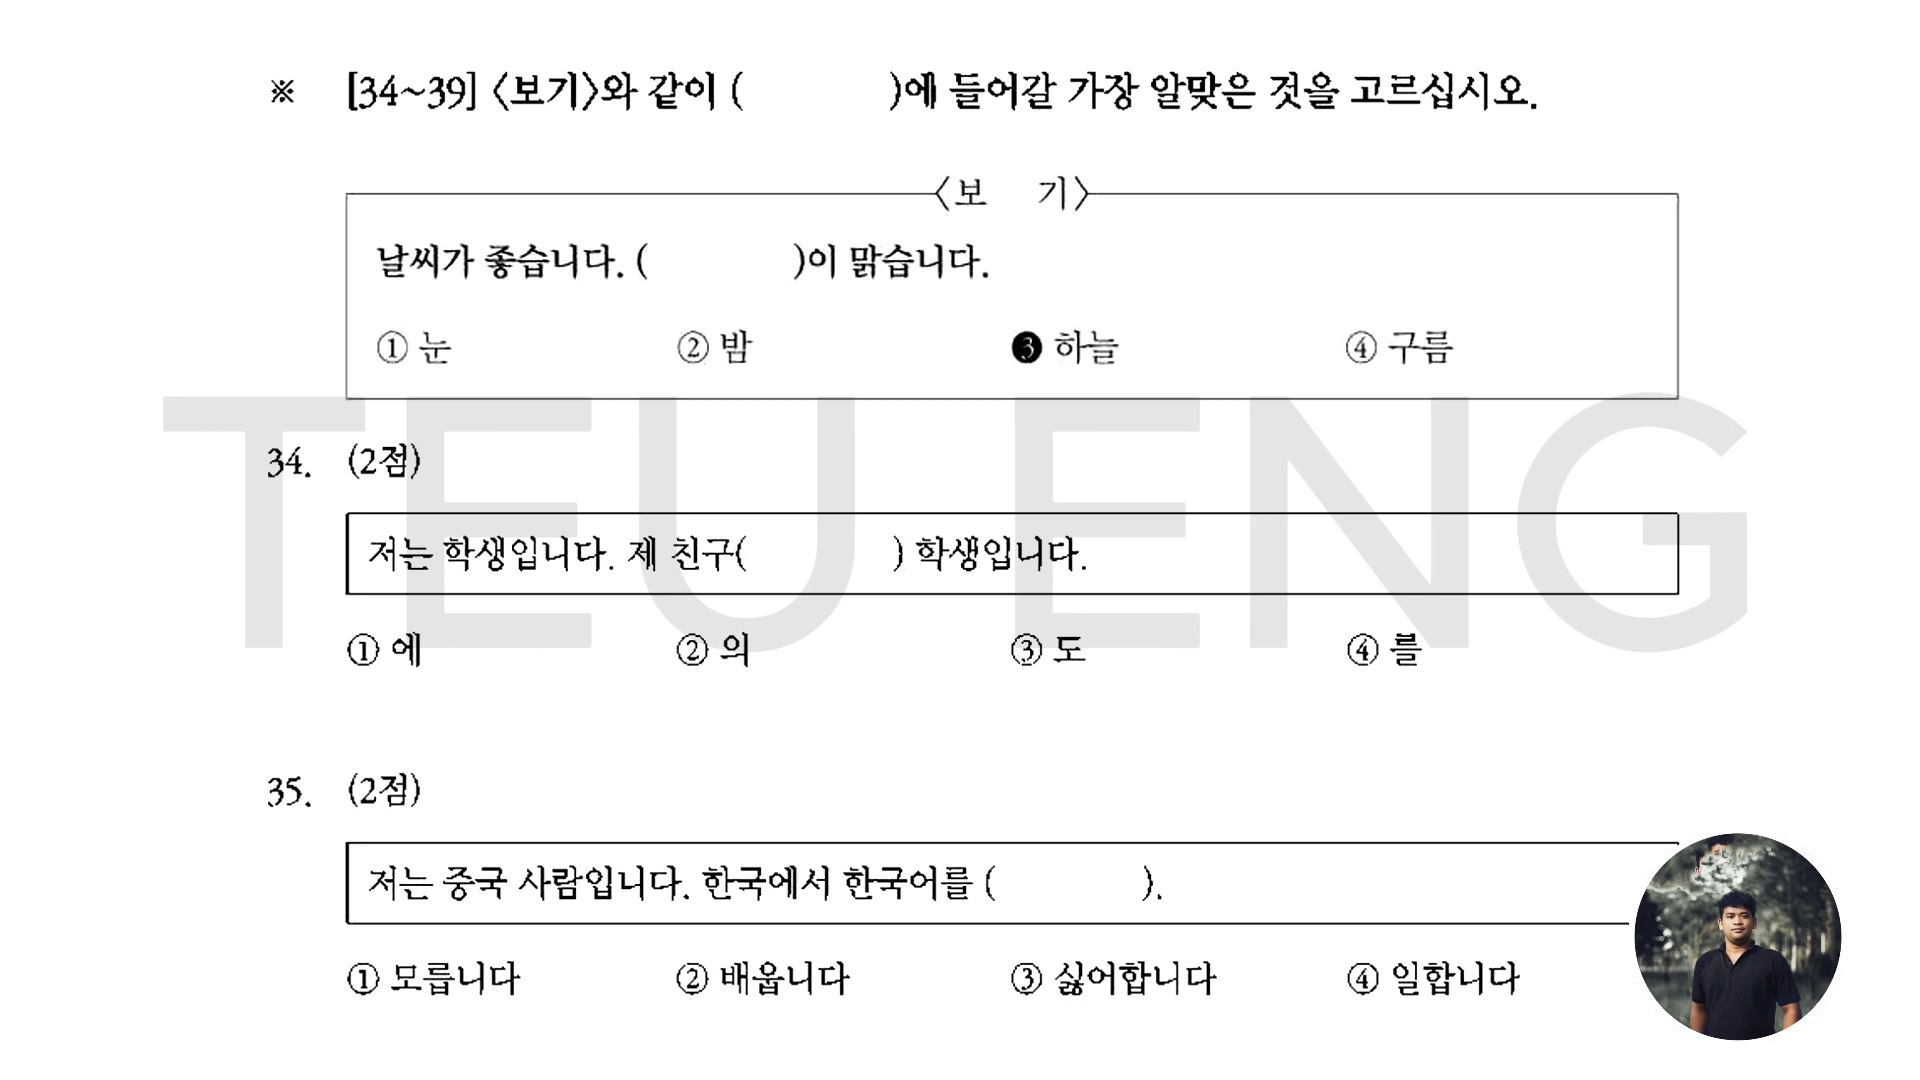 ※ [34~39] 〈보기〉와 같이 ( )에 들어갈 가장 알맞은 것을 고르십시오.
〈보 기〉
날씨가 좋습니다. ( )이 맑습니다.
① 눈 ② 밤 ❸ 하늘 ④ 구름
TEU ENG
34. (2점)
저는 학생입니다. 제 친구( ) 학생입니다.
① 에 ② 의 ③ 도 ④ 를
35. (2점)
저는 중국 사람입니다. 한국에서 한국어를 ( ).
① 모릅니다 ② 배웁니다 ③ 싫어합니다 ④ 일합니다